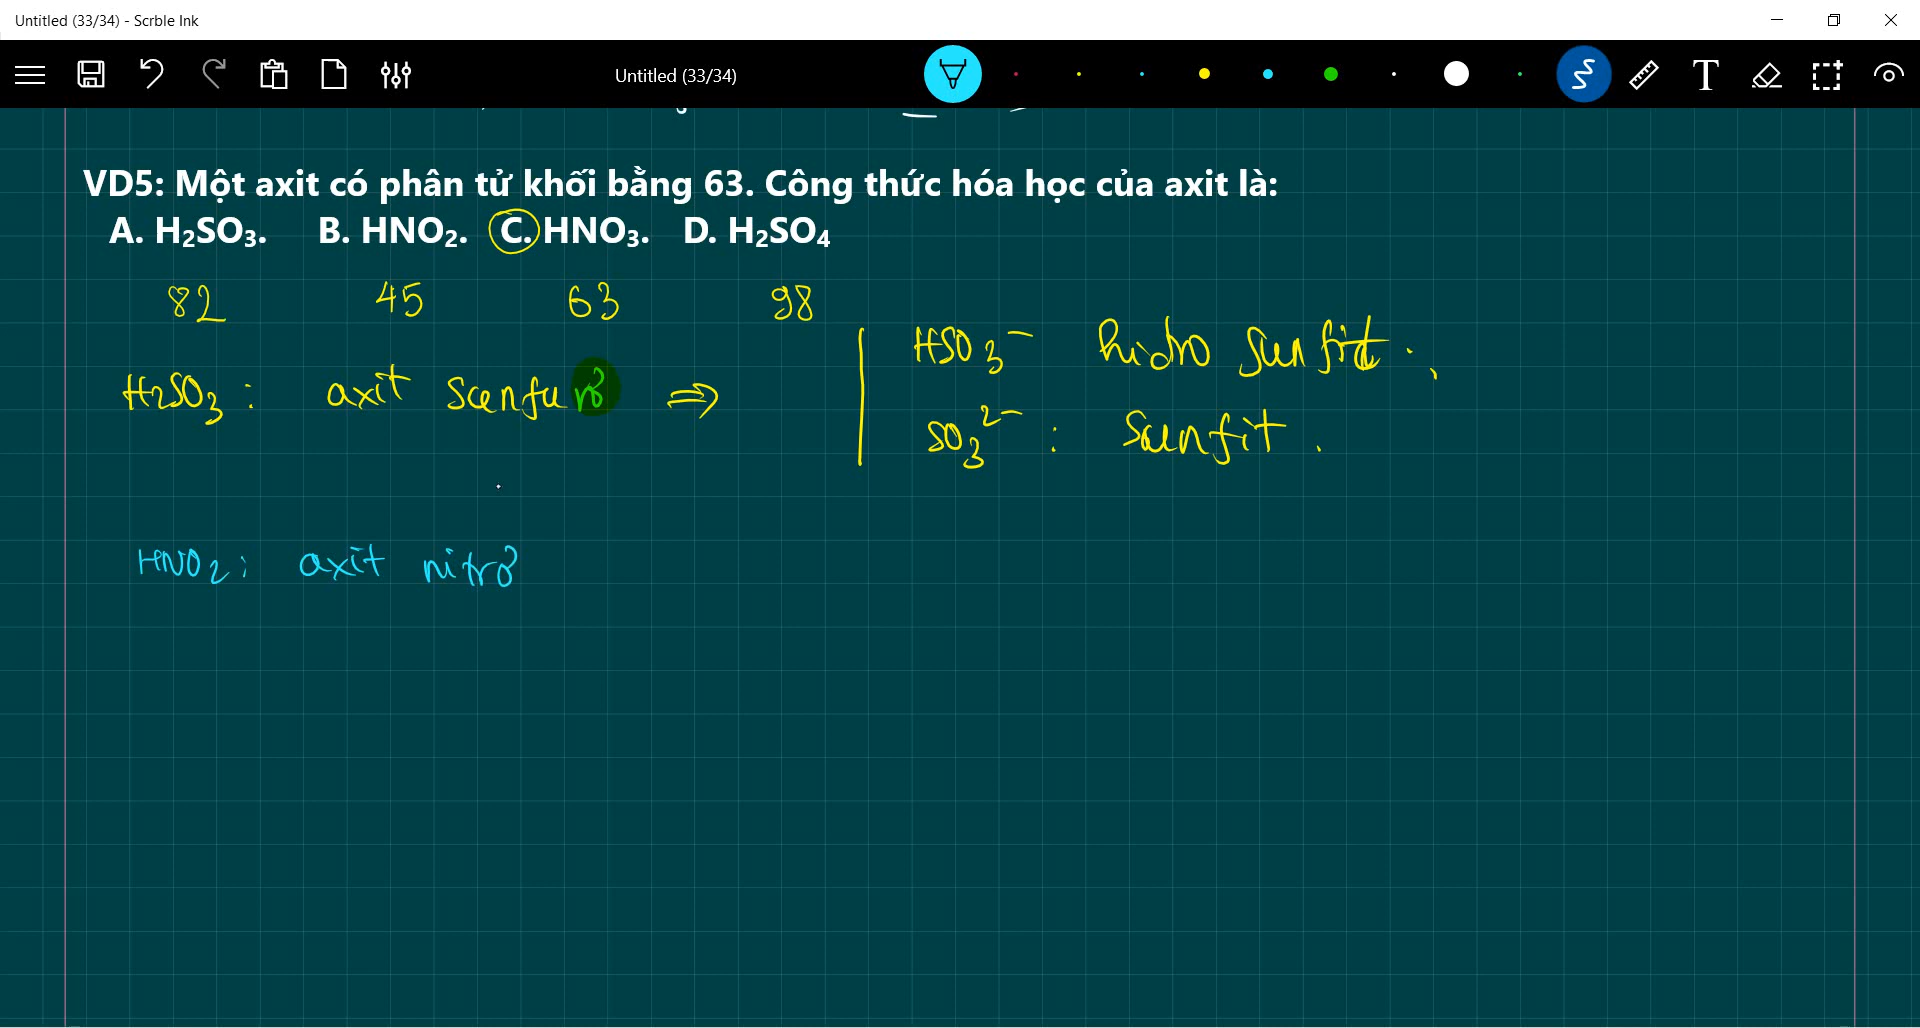 Untitled (33/34) - Scrble Ink
Untitled (33/34)
T
VD5: Một axit có phân tử khối bằng 63. Công thức hóa học của axit là:
A. H₂SO₃. B. HNO₂. C. HNO₃. D. H₂SO₄
82 45 63 98
HSO₃⁻ hidro sunfit.
H₂SO₃: axit sunfurơ ⇒
SO₃²⁻: sunfit.
HNO₂: axit nitrơ